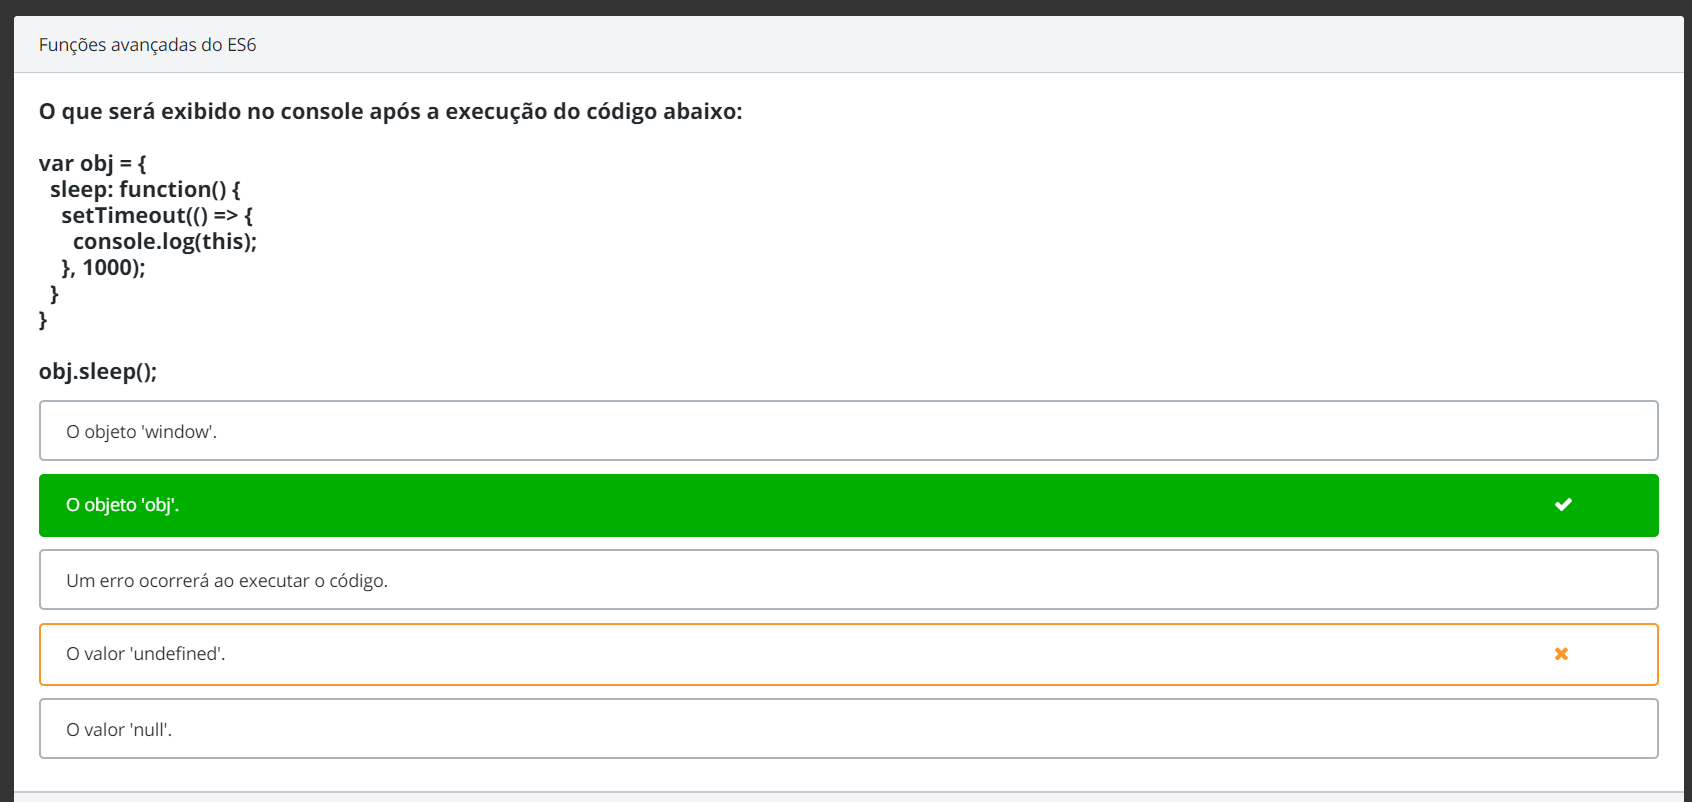 Funções avançadas do ES6
O que será exibido no console após a execução do código abaixo:
var obj = {
sleep: function() {
setTimeout(() => {
console.log(this);
}, 1000);
}
}
obj.sleep();
O objeto 'window'.
O objeto 'obj'.
Um erro ocorrerá ao executar o código.
O valor 'undefined'.
O valor 'null'.